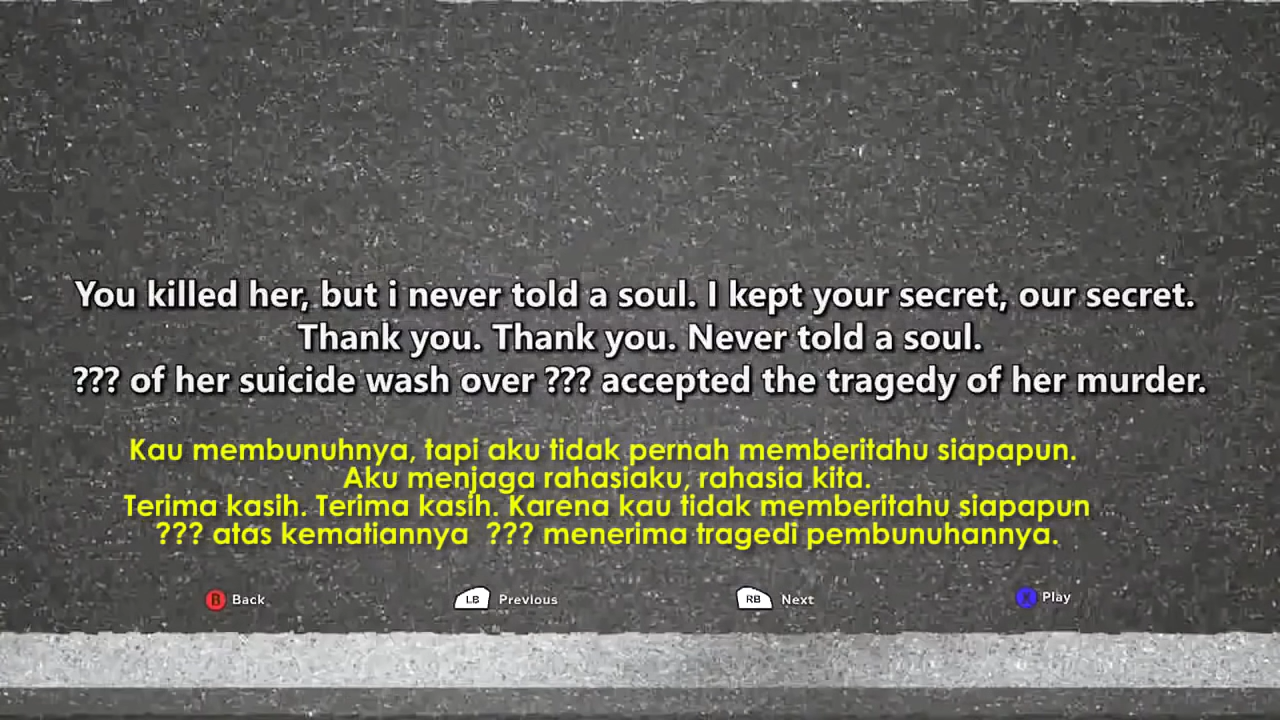 You killed her, but i never told a soul. I kept your secret, our secret.
Thank you. Thank you. Never told a soul.
??? of her suicide wash over ??? accepted the tragedy of her murder.
Kau membunuhnya, tapi aku tidak pernah memberitahu siapapun.
Aku menjaga rahasiaku, rahasia kita.
Terima kasih. Terima kasih. Karena kau tidak memberitahu siapapun
??? atas kematiannya ??? menerima tragedi pembunuhannya.
B Back LB Previous RB Next X Play